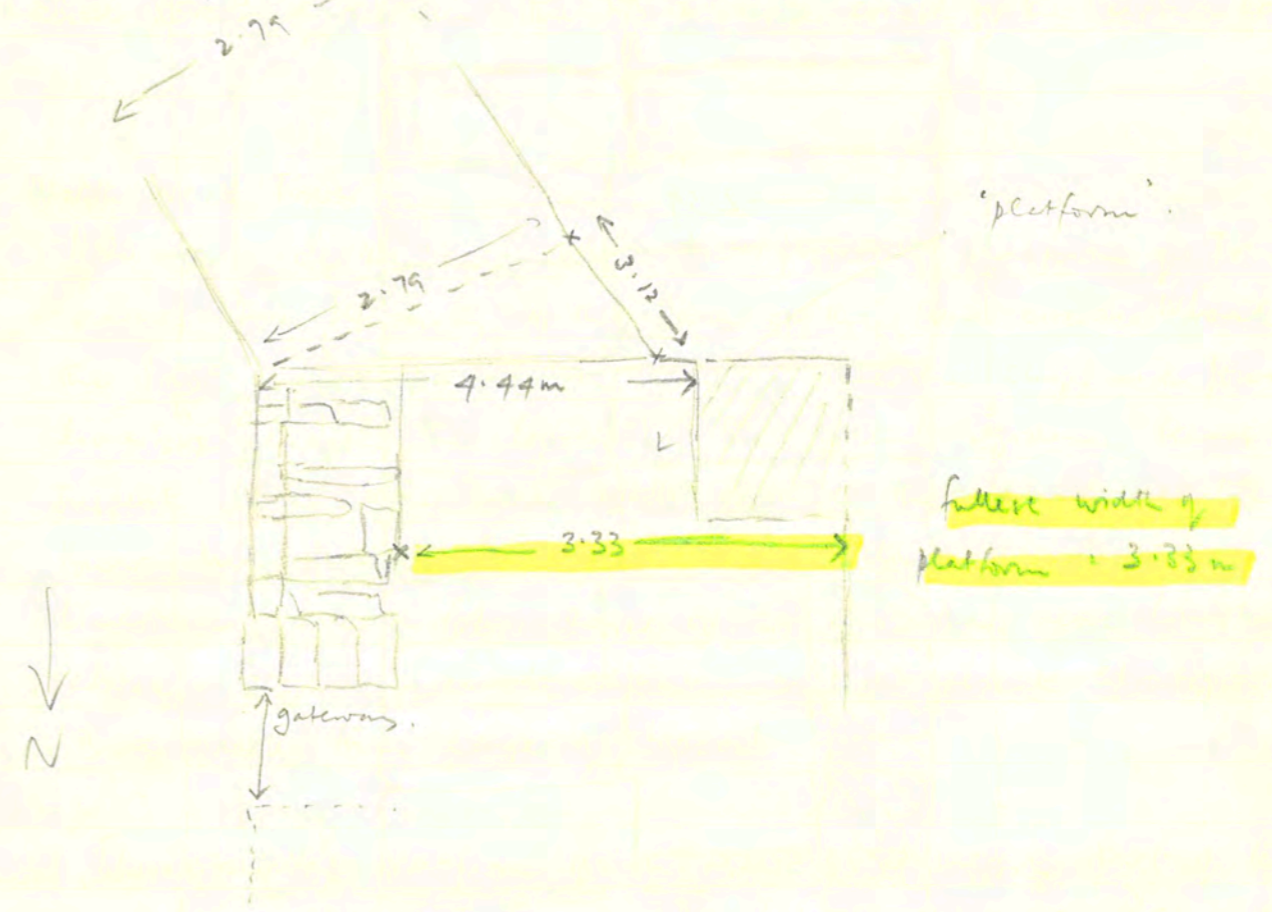 2.79
'platform'.
2.79
3.12
4.44m
L
fullest width of
3.33
platform : 3.33 m
gateway.
N